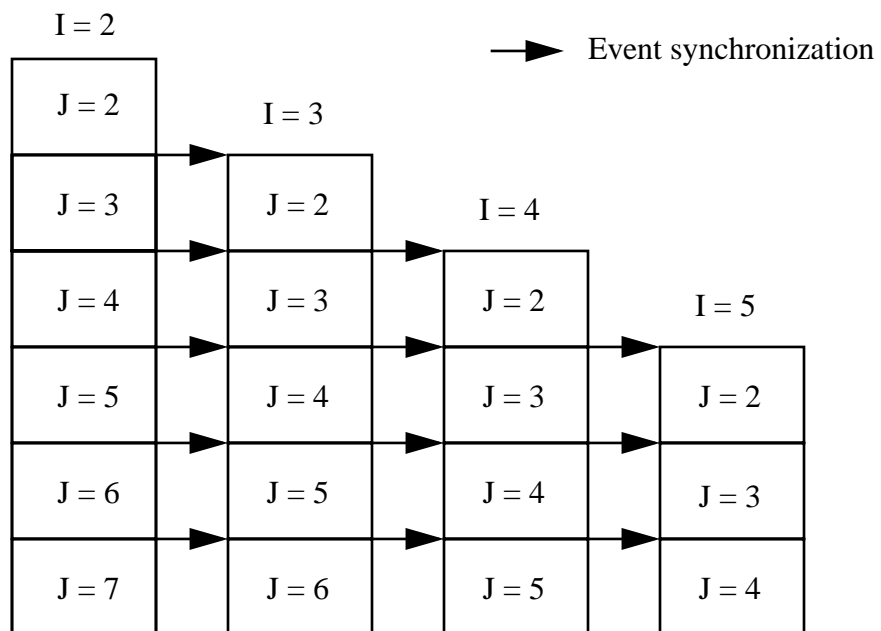 I = 2
Event synchronization
J = 2
I = 3
J = 3
J = 2
I = 4
J = 4
J = 3
J = 2
I = 5
J = 5
J = 4
J = 3
J = 2
J = 6
J = 5
J = 4
J = 3
J = 7
J = 6
J = 5
J = 4